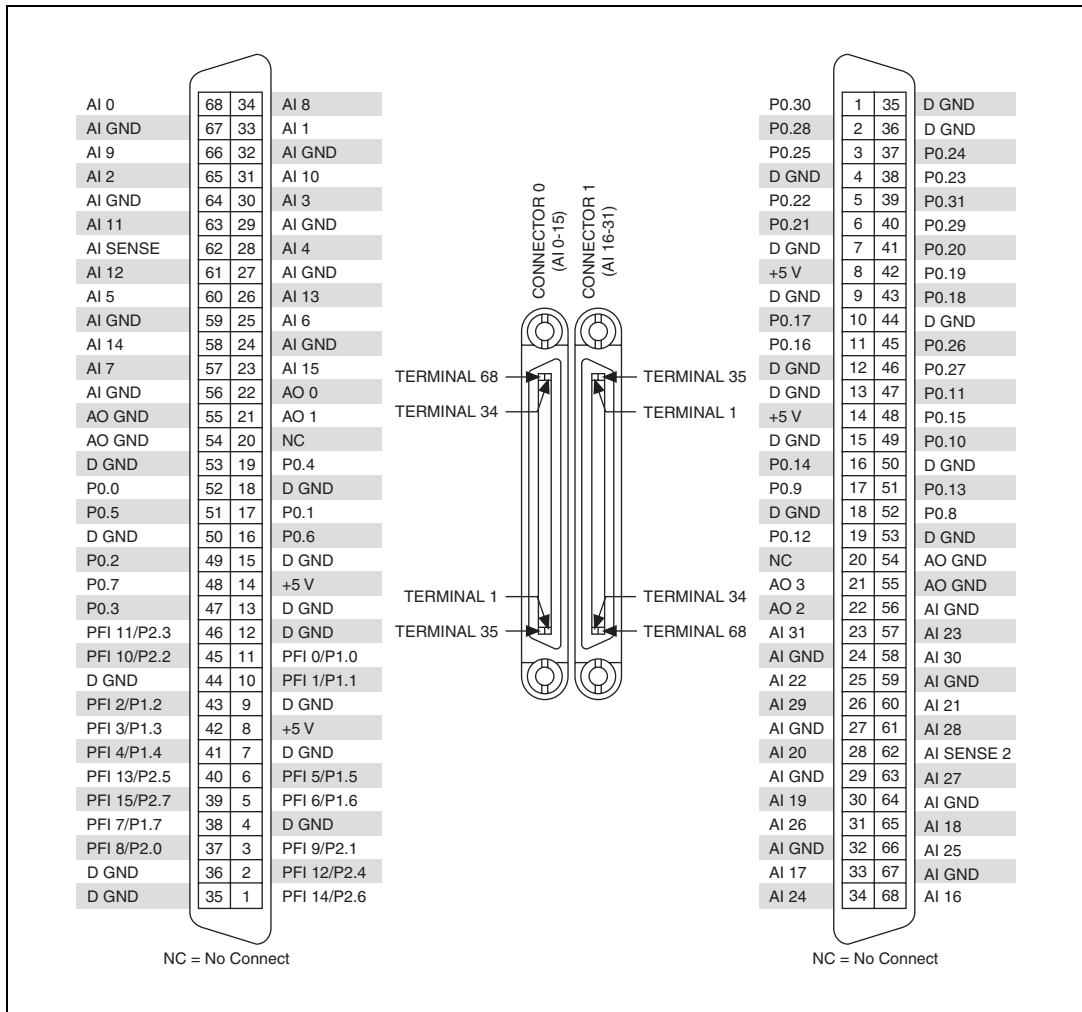 AI 0 68 34 AI 8
AI GND 67 33 AI 1
AI 9 66 32 AI GND
AI 2 65 31 AI 10
AI GND 64 30 AI 3
AI 11 63 29 AI GND
AI SENSE 62 28 AI 4
AI 12 61 27 AI GND
AI 5 60 26 AI 13
AI GND 59 25 AI 6
AI 14 58 24 AI GND
AI 7 57 23 AI 15
AI GND 56 22 AO 0
AO GND 55 21 AO 1
AO GND 54 20 NC
D GND 53 19 P0.4
P0.0 52 18 D GND
P0.5 51 17 P0.1
D GND 50 16 P0.6
P0.2 49 15 D GND
P0.7 48 14 +5 V
P0.3 47 13 D GND
PFI 11/P2.3 46 12 D GND
PFI 10/P2.2 45 11 PFI 0/P1.0
D GND 44 10 PFI 1/P1.1
PFI 2/P1.2 43 9 D GND
PFI 3/P1.3 42 8 +5 V
PFI 4/P1.4 41 7 D GND
PFI 13/P2.5 40 6 PFI 5/P1.5
PFI 15/P2.7 39 5 PFI 6/P1.6
PFI 7/P1.7 38 4 D GND
PFI 8/P2.0 37 3 PFI 9/P2.1
D GND 36 2 PFI 12/P2.4
D GND 35 1 PFI 14/P2.6
NC = No Connect
CONNECTOR 0
(AI 0-15)
CONNECTOR 1
(AI 16-31)
TERMINAL 68
TERMINAL 34
TERMINAL 35
TERMINAL 1
TERMINAL 1
TERMINAL 35
TERMINAL 34
TERMINAL 68
P0.30 1 35 D GND
P0.28 2 36 D GND
P0.25 3 37 P0.24
D GND 4 38 P0.23
P0.22 5 39 P0.31
P0.21 6 40 P0.29
D GND 7 41 P0.20
+5 V 8 42 P0.19
D GND 9 43 P0.18
P0.17 10 44 D GND
P0.16 11 45 P0.26
D GND 12 46 P0.27
D GND 13 47 P0.11
+5 V 14 48 P0.15
D GND 15 49 P0.10
P0.14 16 50 D GND
P0.9 17 51 P0.13
D GND 18 52 P0.8
P0.12 19 53 D GND
NC 20 54 AO GND
AO 3 21 55 AO GND
AO 2 22 56 AI GND
AI 31 23 57 AI 23
AI GND 24 58 AI 30
AI 22 25 59 AI GND
AI 29 26 60 AI 21
AI GND 27 61 AI 28
AI 20 28 62 AI SENSE 2
AI GND 29 63 AI 27
AI 19 30 64 AI GND
AI 26 31 65 AI 18
AI GND 32 66 AI 25
AI 17 33 67 AI GND
AI 24 34 68 AI 16
NC = No Connect